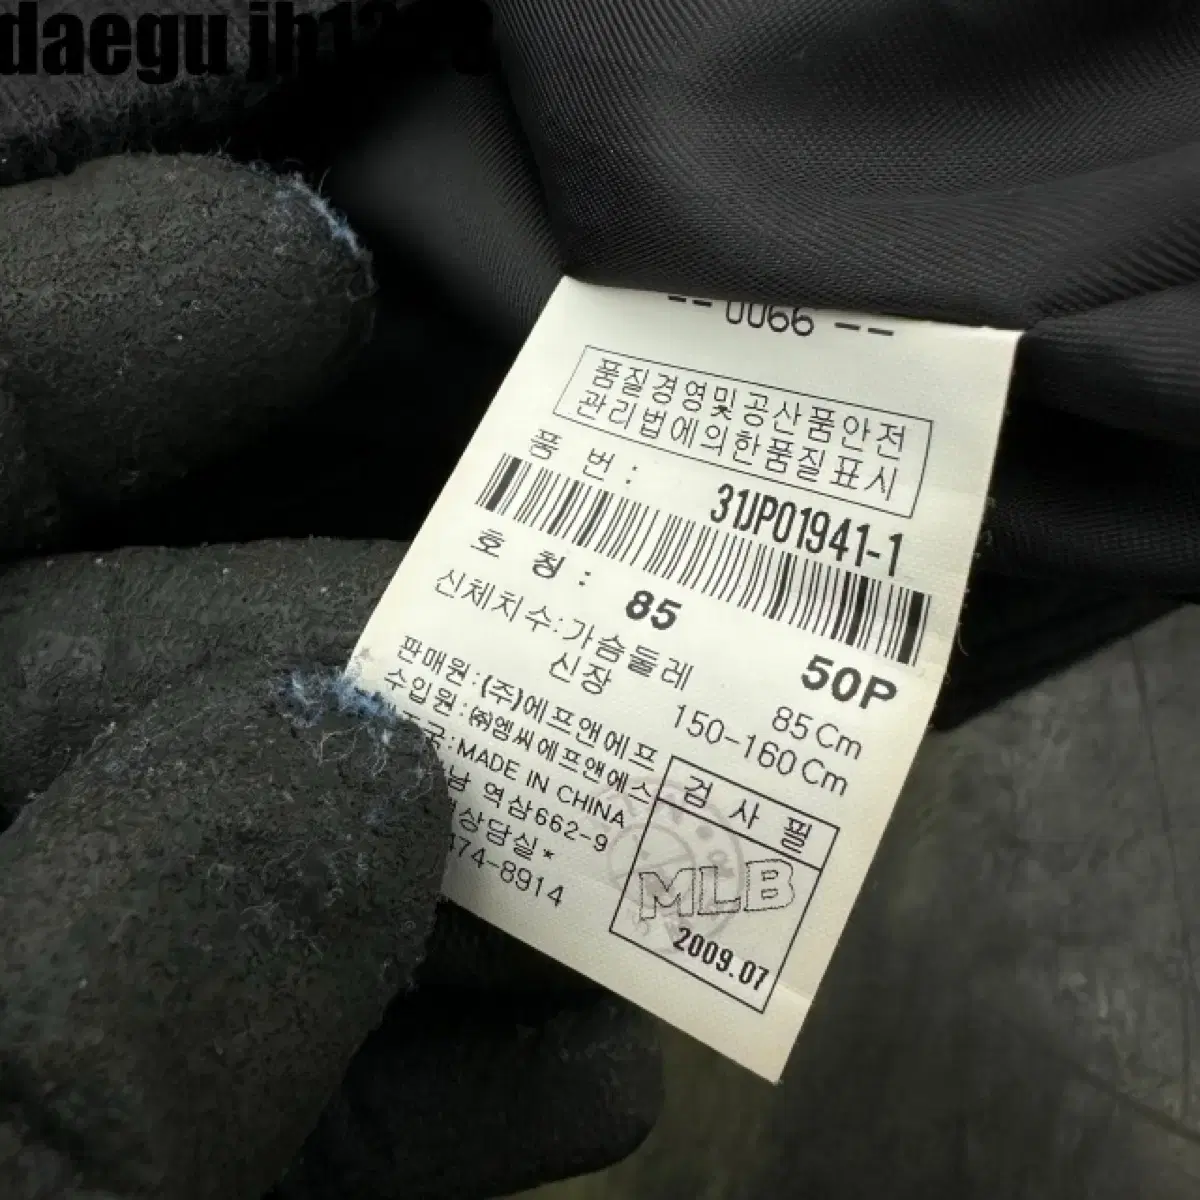 daegu jh1
-- 0066 --
품질경영및공산품안전
관리법에의한품질표시
품 번 : 31JP01941-1
호 칭 : 85 50P
신체치수:가슴둘레 85Cm
신장 150-160Cm
판매원:(주)에프앤에프
수입원:㈜엠씨에프앤에스
국:MADE IN CHINA
남 역삼662-9
상담실*
474-8914
검 사 필
MLB
2009.07